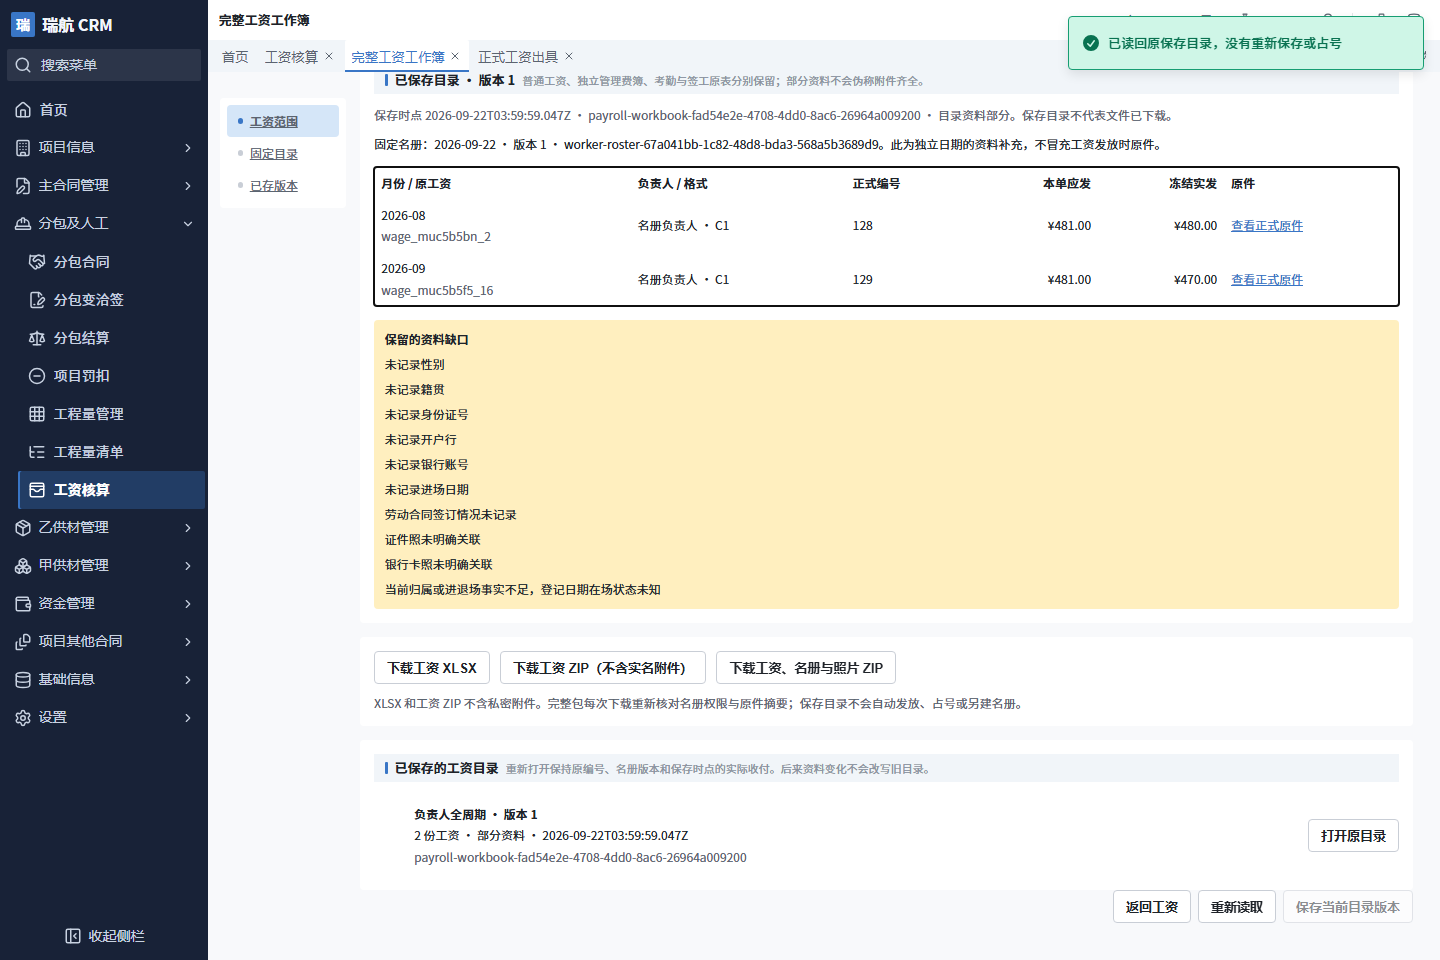 瑞 瑞航 CRM
搜索菜单
首页
项目信息
主合同管理
分包及人工
分包合同
分包变洽签
分包结算
项目罚扣
工程量管理
工程量清单
工资核算
乙供材管理
甲供材管理
资金管理
项目其他合同
基础信息
设置
收起侧栏
完整工资工作簿
已读回原保存目录，没有重新保存或占号
首页 工资核算 × 完整工资工作簿 × 正式工资出具 ×
工资范围
固定目录
已存版本
已保存目录 · 版本 1 普通工资、独立管理费簿、考勤与签工原表分别保留；部分资料不会伪称附件齐全。
保存时点 2026-09-22T03:59:59.047Z · payroll-workbook-fad54e2e-4708-4dd0-8ac6-26964a009200 · 目录资料部分。保存目录不代表文件已下载。
固定名册：2026-09-22 · 版本 1 · worker-roster-67a041bb-1c82-48d8-bda3-568a5b3689d9。此为独立日期的资料补充，不冒充工资发放时原件。
月份 / 原工资 负责人 / 格式 正式编号 本单应发 冻结实发 原件
2026-08
wage_muc5b5bn_2 名册负责人 · C1 128 ¥481.00 ¥480.00 查看正式原件
2026-09
wage_muc5b5f5_16 名册负责人 · C1 129 ¥481.00 ¥470.00 查看正式原件
保留的资料缺口
未记录性别
未记录籍贯
未记录身份证号
未记录开户行
未记录银行账号
未记录进场日期
劳动合同签订情况未记录
证件照未明确关联
银行卡照未明确关联
当前归属或进退场事实不足，登记日期在场状态未知
下载工资 XLSX 下载工资 ZIP（不含实名附件） 下载工资、名册与照片 ZIP
XLSX 和工资 ZIP 不含私密附件。完整包每次下载重新核对名册权限与原件摘要；保存目录不会自动发放、占号或另建名册。
已保存的工资目录 重新打开保持原编号、名册版本和保存时点的实际收付。后来资料变化不会改写旧目录。
负责人全周期 · 版本 1
2 份工资 · 部分资料 · 2026-09-22T03:59:59.047Z
payroll-workbook-fad54e2e-4708-4dd0-8ac6-26964a009200
打开原目录
返回工资 重新读取 保存当前目录版本